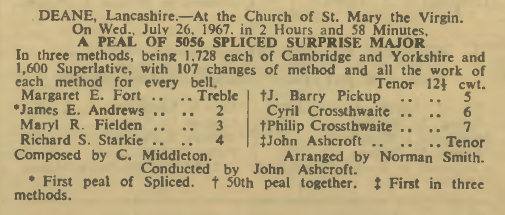 DEANE, Lancashire.—At the Church of St. Mary the Virgin.
On Wed., July 26, 1967, in 2 Hours and 58 Minutes,
A PEAL OF 5056 SPLICED SURPRISE MAJOR
In three methods, being 1,728 each of Cambridge and Yorkshire and
1,600 Superlative, with 107 changes of method and all the work of
each method for every bell. Tenor 12½ cwt.
Margaret E. Fort .. .. Treble | †J. Barry Pickup .. .. 5
*James E. Andrews .. .. 2 | Cyril Crossthwaite .. .. 6
Maryl R. Fielden .. .. 3 | †Philip Crossthwaite .. .. 7
Richard S. Starkie .. .. 4 | ‡John Ashcroft .. .. Tenor
Composed by C. Middleton. Arranged by Norman Smith.
Conducted by John Ashcroft.
* First peal of Spliced. † 50th peal together. ‡ First in three
methods.